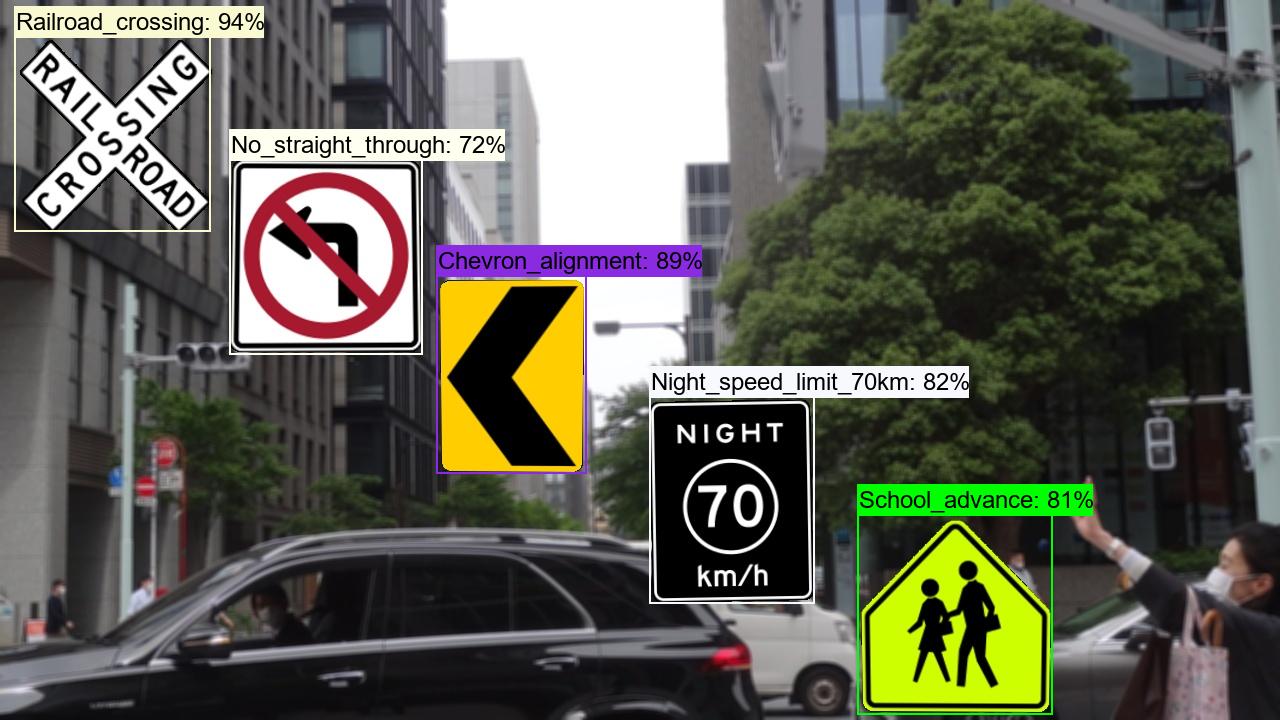 Railroad_crossing: 94%
RAIL ROAD
CROSSING
No_straight_through: 72%
Chevron_alignment: 89%
Night_speed_limit_70km: 82%
NIGHT
70
km/h
School_advance: 81%